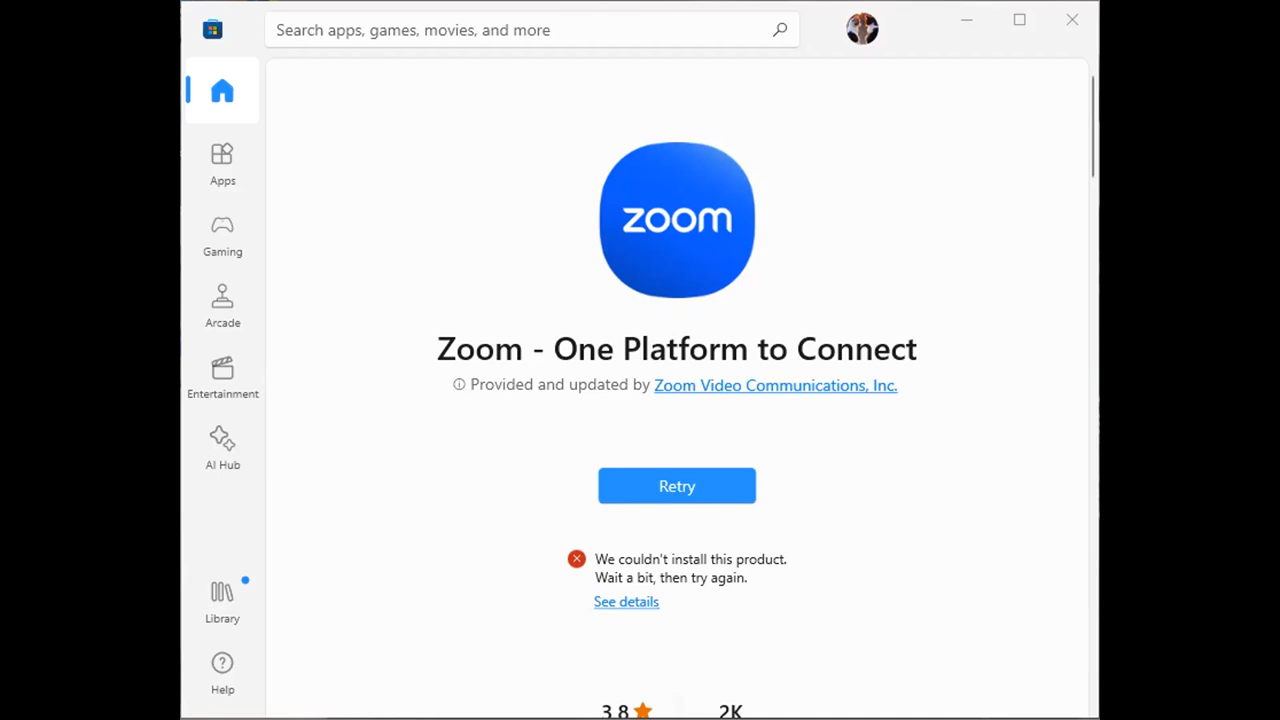 Search apps, games, movies, and more
Apps
Gaming
Arcade
Entertainment
AI Hub
Library
Help
zoom
Zoom - One Platform to Connect
Provided and updated by Zoom Video Communications, Inc.
Retry
We couldn't install this product.
Wait a bit, then try again.
See details
3.8 2K